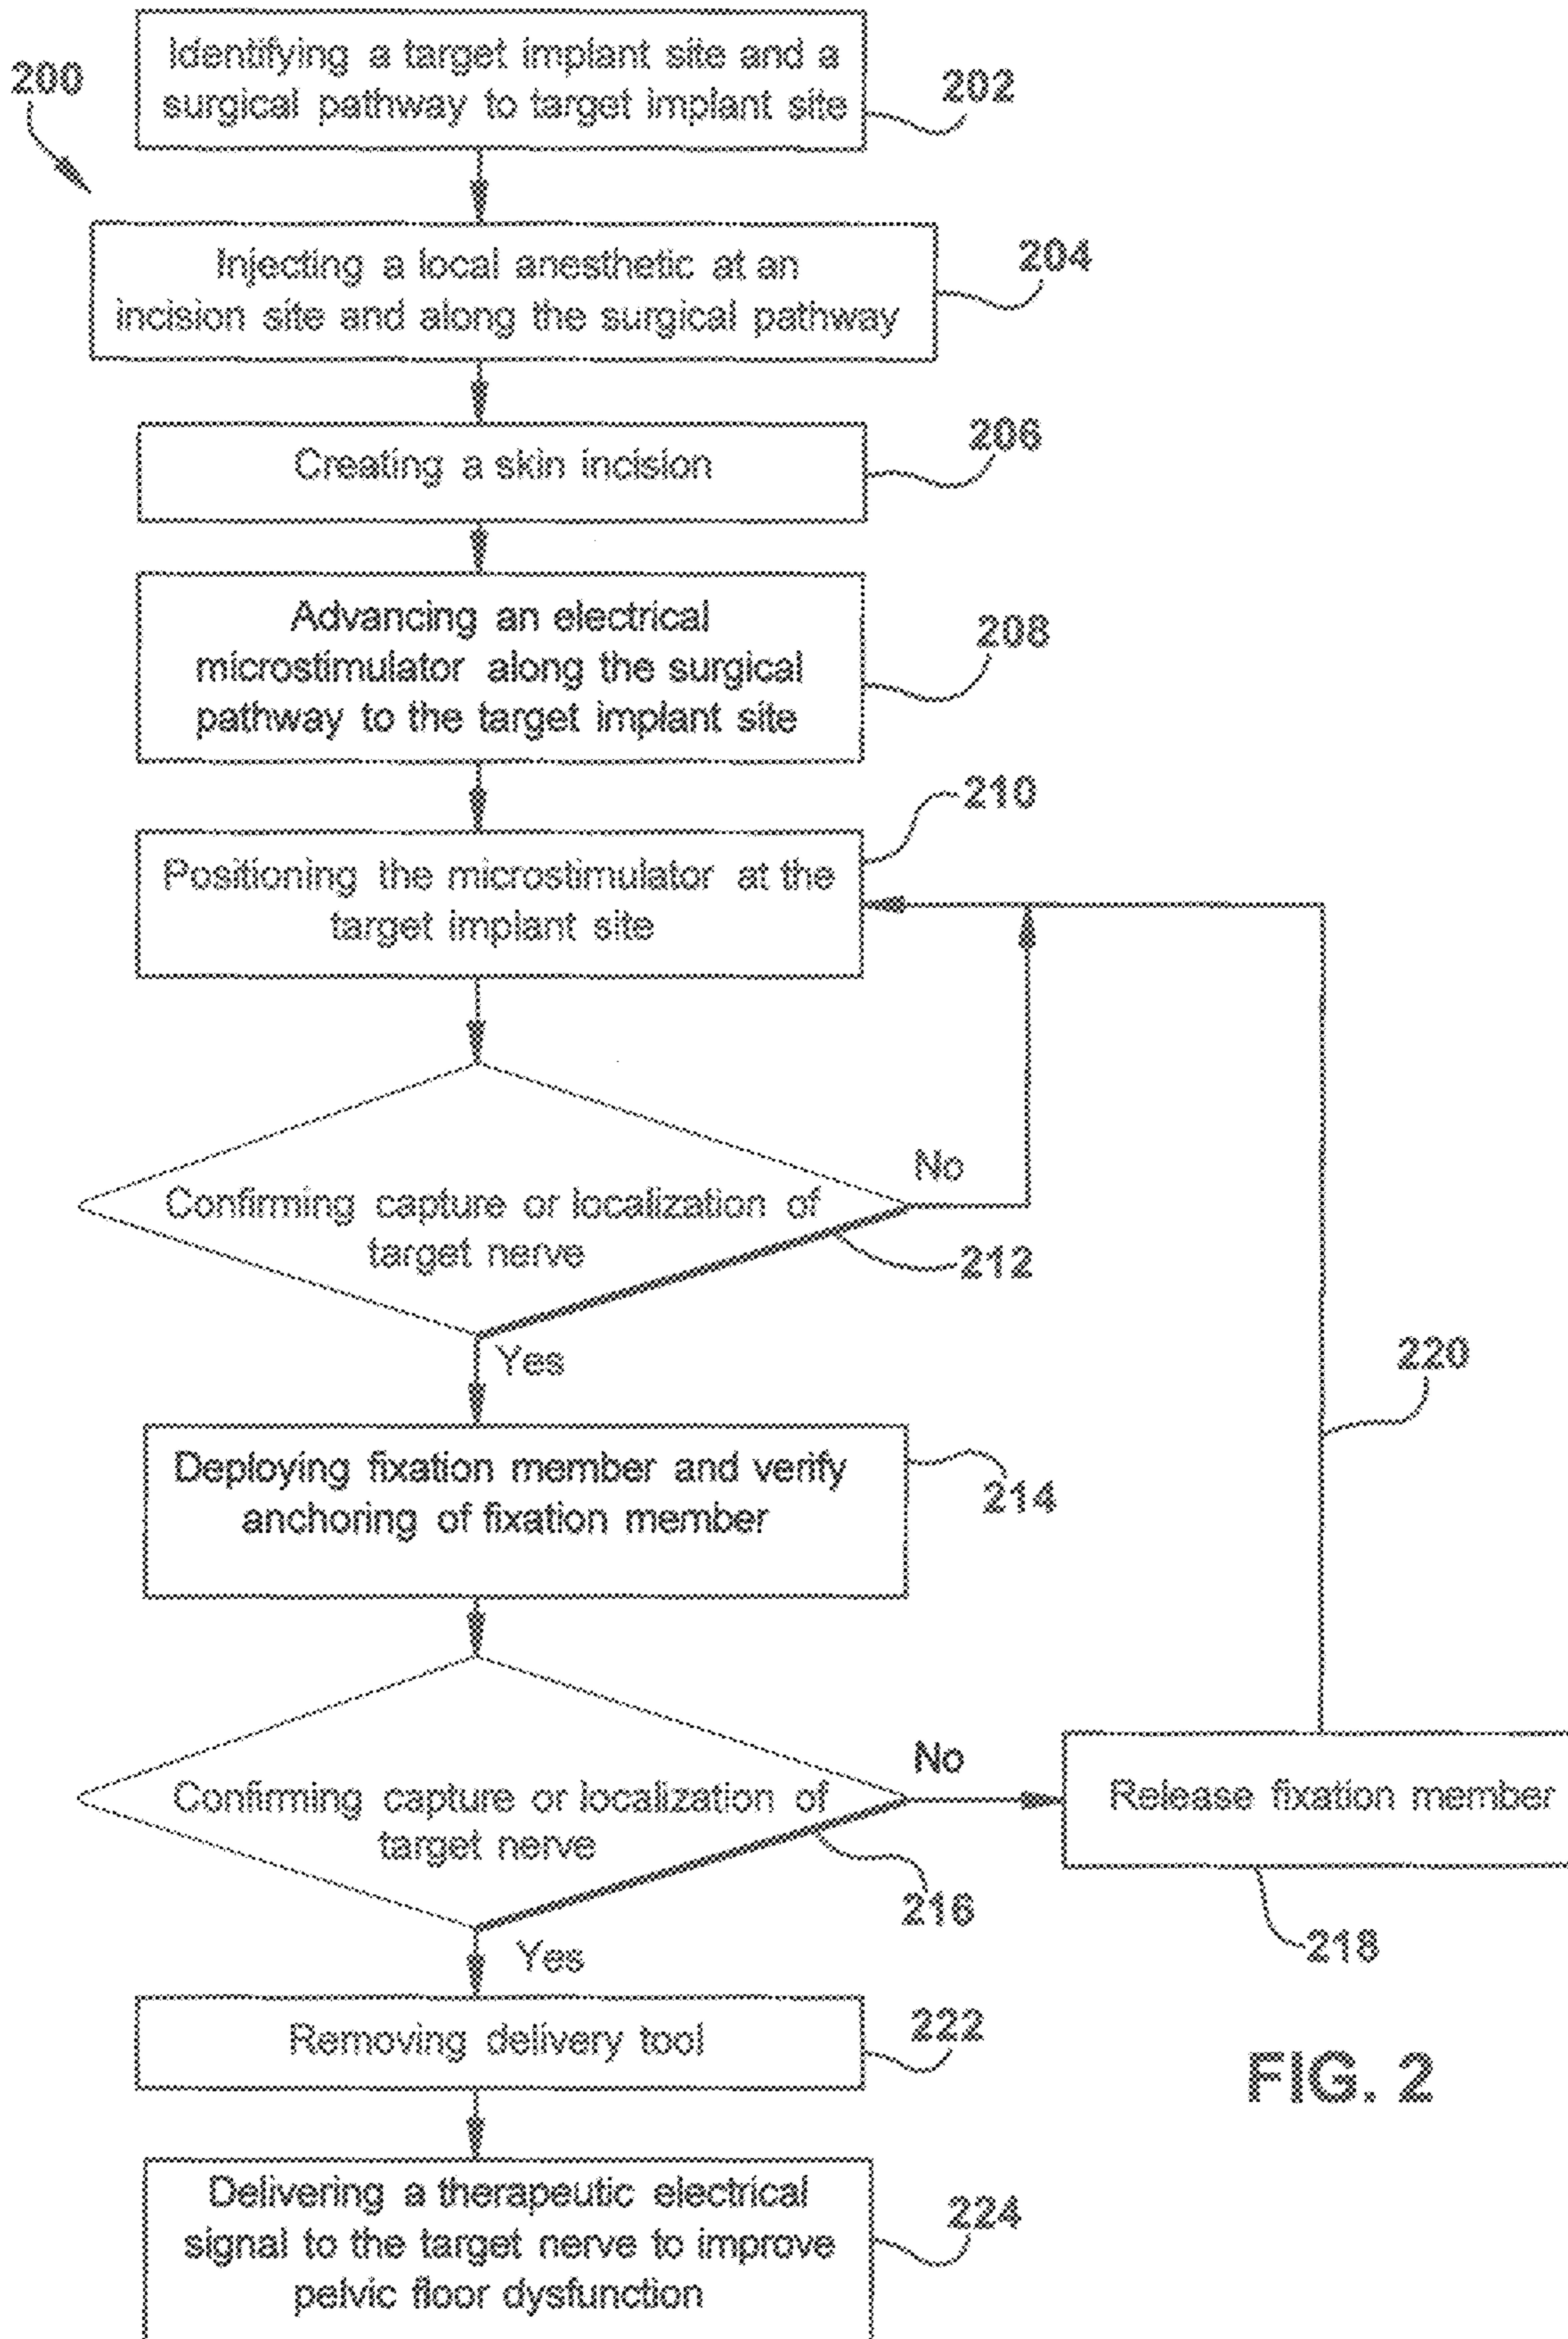 200
Identifying a target implant site and a
surgical pathway to target implant site
202
Injecting a local anesthetic at an
incision site and along the surgical pathway
204
Creating a skin incision
206
Advancing an electrical
microstimulator along the surgical
pathway to the target implant site
208
210
Positioning the microstimulator at the
target implant site
No
Confirming capture or localization of
target nerve
212
Yes
220
Deploying fixation member and verify
anchoring of fixation member
214
No
Confirming capture or localization of
target nerve
Release fixation member
216
218
Yes
Removing delivery tool
222
FIG. 2
Delivering a therapeutic electrical
signal to the target nerve to improve
pelvic floor dysfunction
224